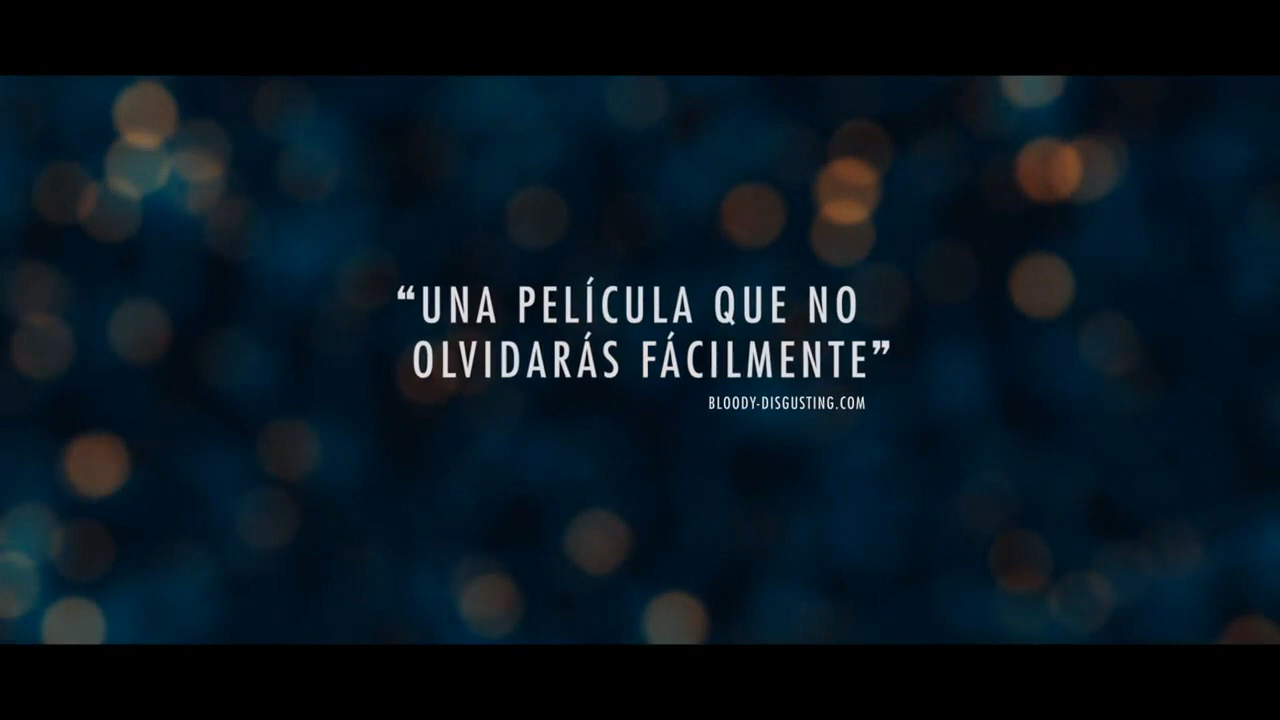 “UNA PELÍCULA QUE NO
OLVIDARÁS FÁCILMENTE”
BLOODY-DISGUSTING.COM